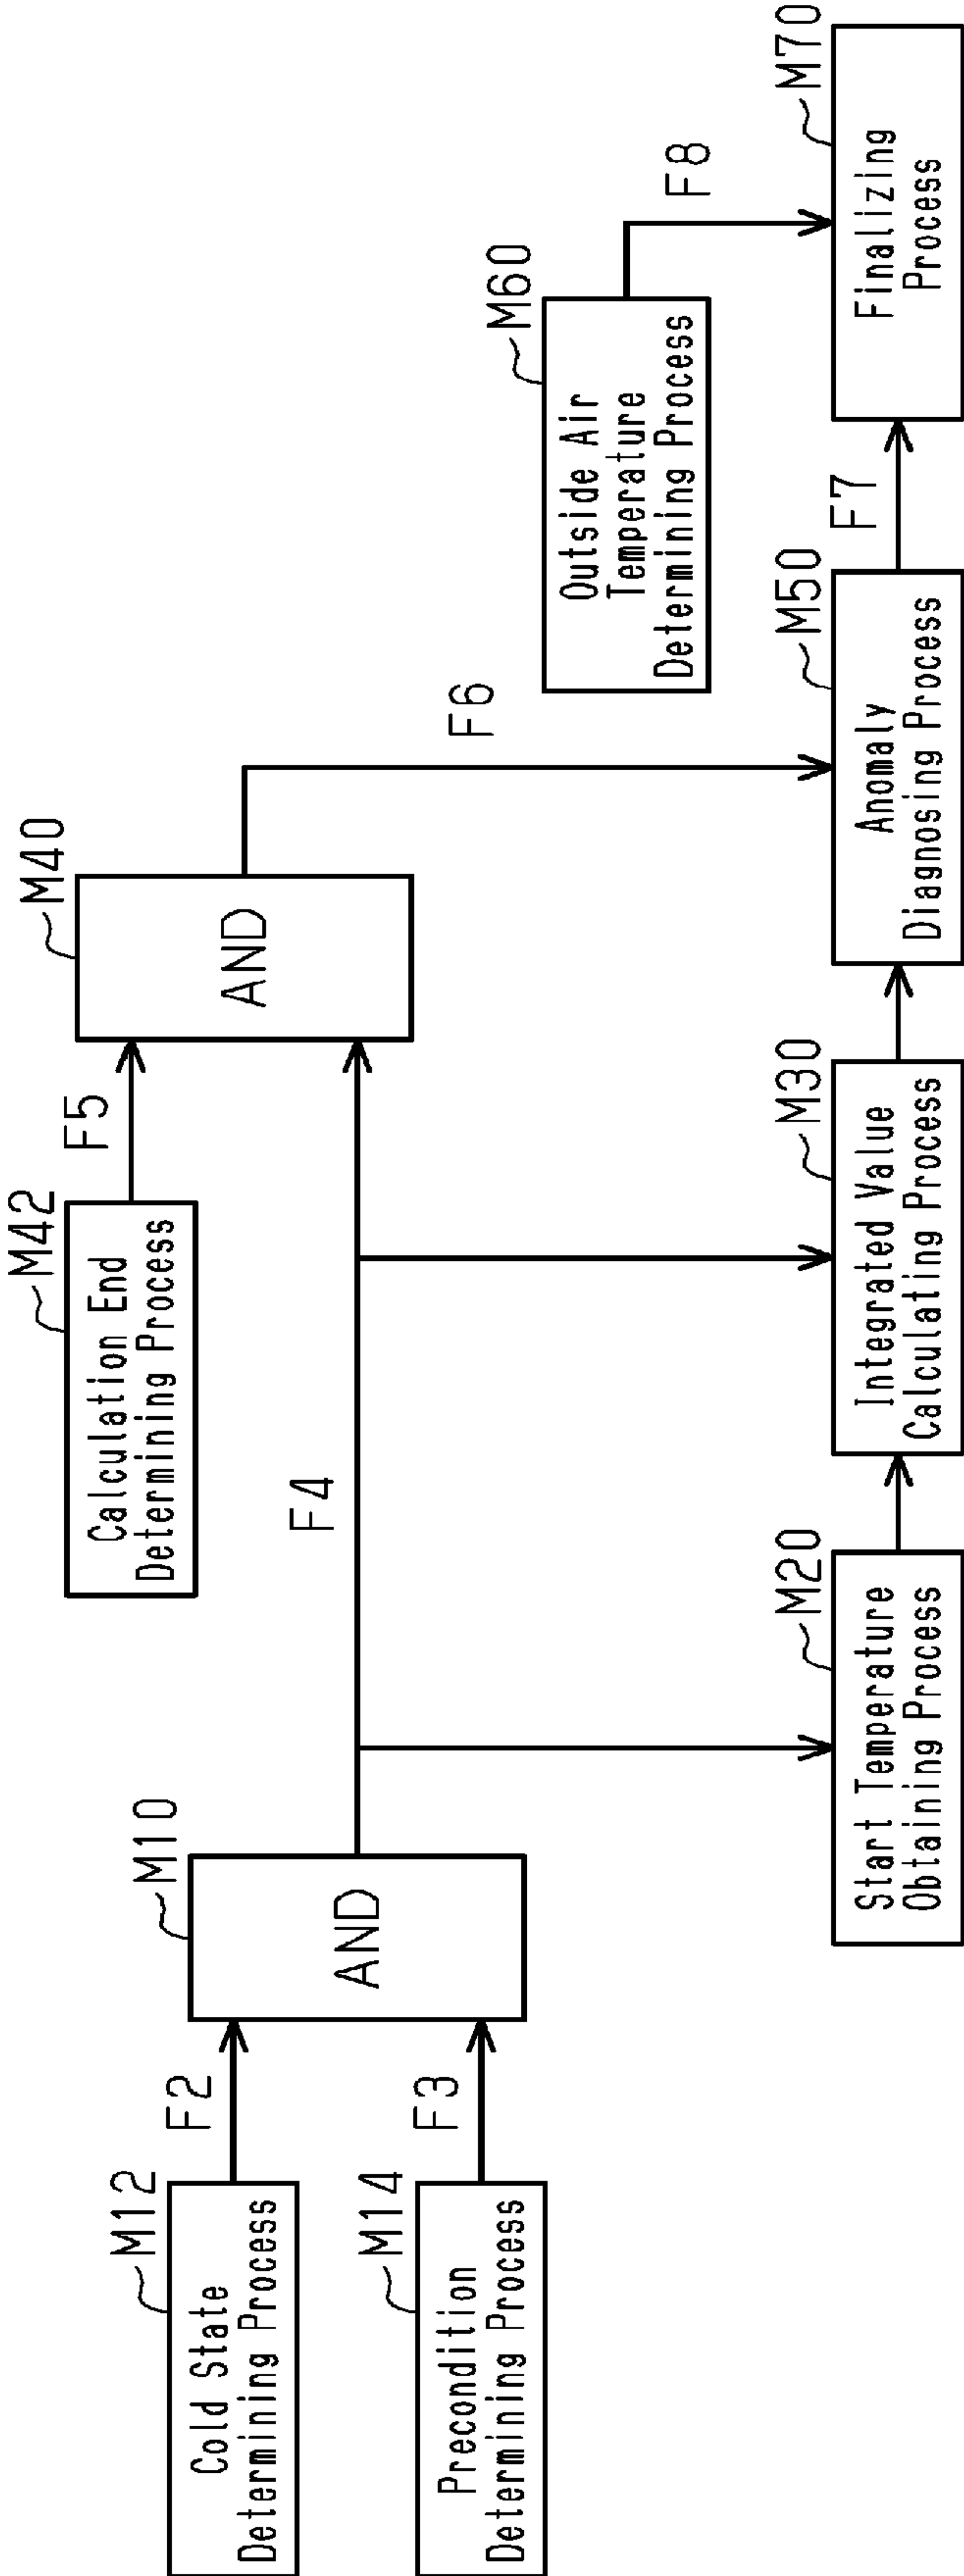 M12
Cold State
Determining Process
F2
M14
Precondition
Determining Process
F3
M10
AND
F4
M42
Calculation End
Determining Process
F5
M40
AND
F6
M20
Start Temperature
Obtaining Process
M30
Integrated Value
Calculating Process
M50
Anomaly
Diagnosing Process
F7
M60
Outside Air
Temperature
Determining Process
F8
M70
Finalizing
Process